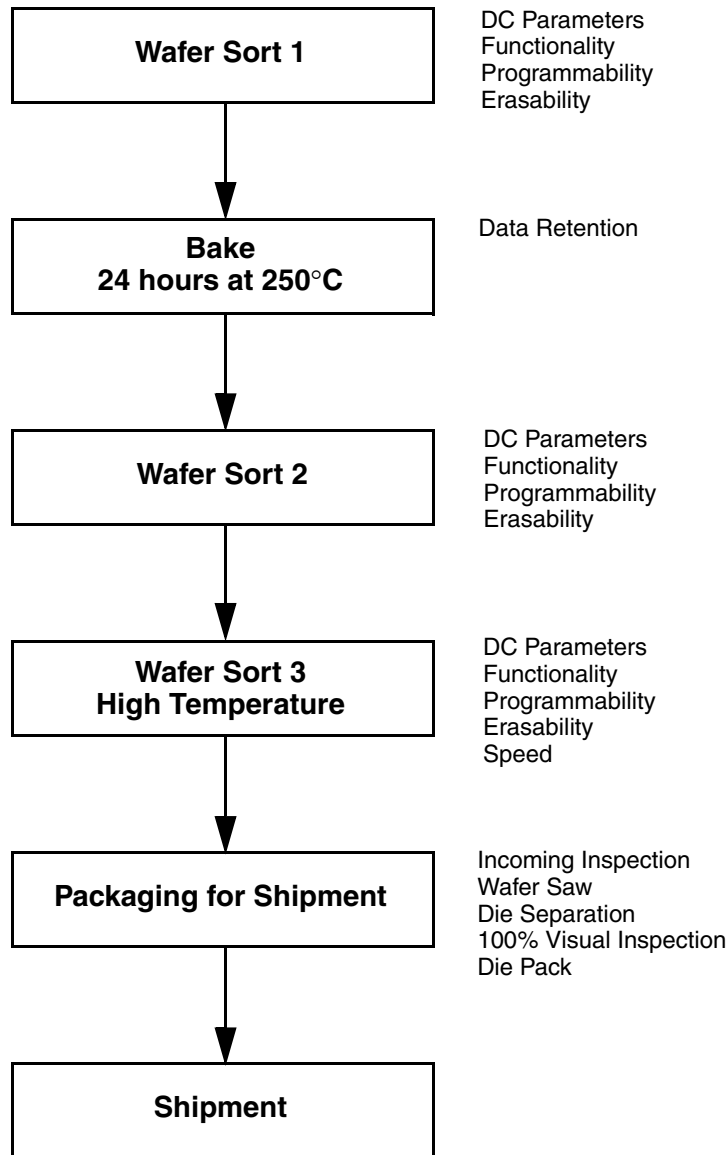 Wafer Sort 1
DC Parameters
Functionality
Programmability
Erasability
Bake
24 hours at 250°C
Data Retention
Wafer Sort 2
DC Parameters
Functionality
Programmability
Erasability
Wafer Sort 3
High Temperature
DC Parameters
Functionality
Programmability
Erasability
Speed
Packaging for Shipment
Incoming Inspection
Wafer Saw
Die Separation
100% Visual Inspection
Die Pack
Shipment